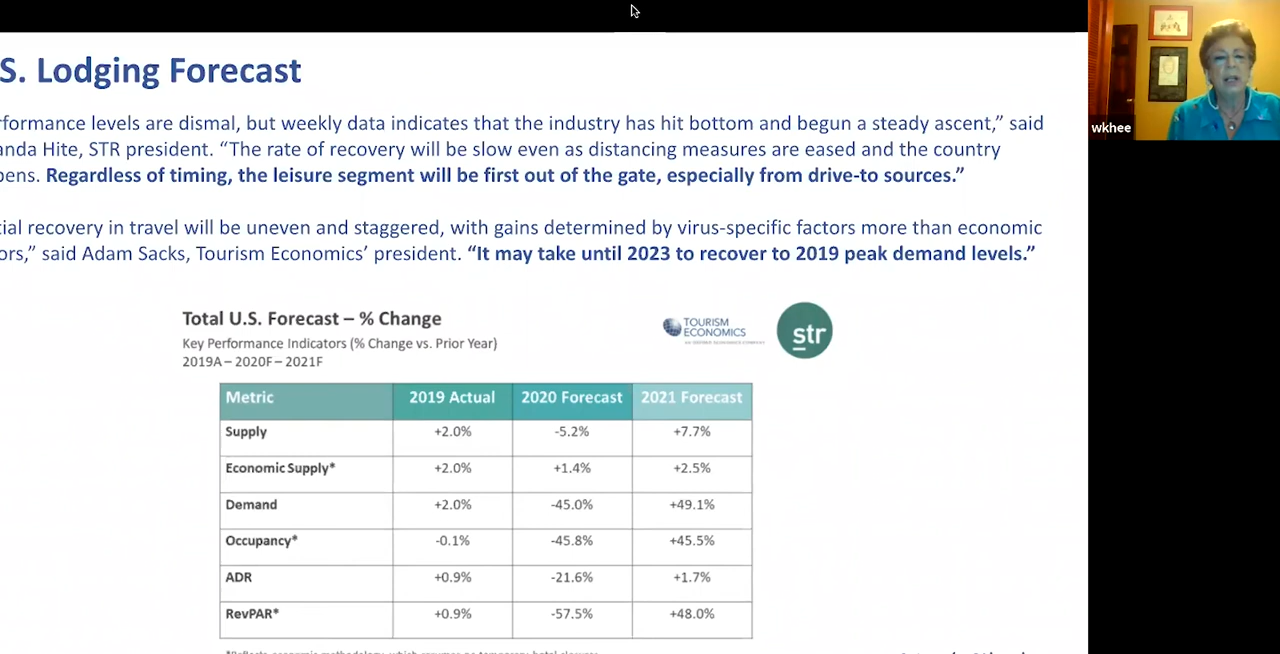 S. Lodging Forecast
formance levels are dismal, but weekly data indicates that the industry has hit bottom and begun a steady ascent,” said
anda Hite, STR president. “The rate of recovery will be slow even as distancing measures are eased and the country
pens. Regardless of timing, the leisure segment will be first out of the gate, especially from drive-to sources.”
tial recovery in travel will be uneven and staggered, with gains determined by virus-specific factors more than economic
ors,” said Adam Sacks, Tourism Economics’ president. “It may take until 2023 to recover to 2019 peak demand levels.”
Total U.S. Forecast – % Change
Key Performance Indicators (% Change vs. Prior Year)
2019A – 2020F – 2021F
TOURISM
ECONOMICS
str
Metric 2019 Actual 2020 Forecast 2021 Forecast
Supply +2.0% -5.2% +7.7%
Economic Supply* +2.0% +1.4% +2.5%
Demand +2.0% -45.0% +49.1%
Occupancy* -0.1% -45.8% +45.5%
ADR +0.9% -21.6% +1.7%
RevPAR* +0.9% -57.5% +48.0%
wkhee